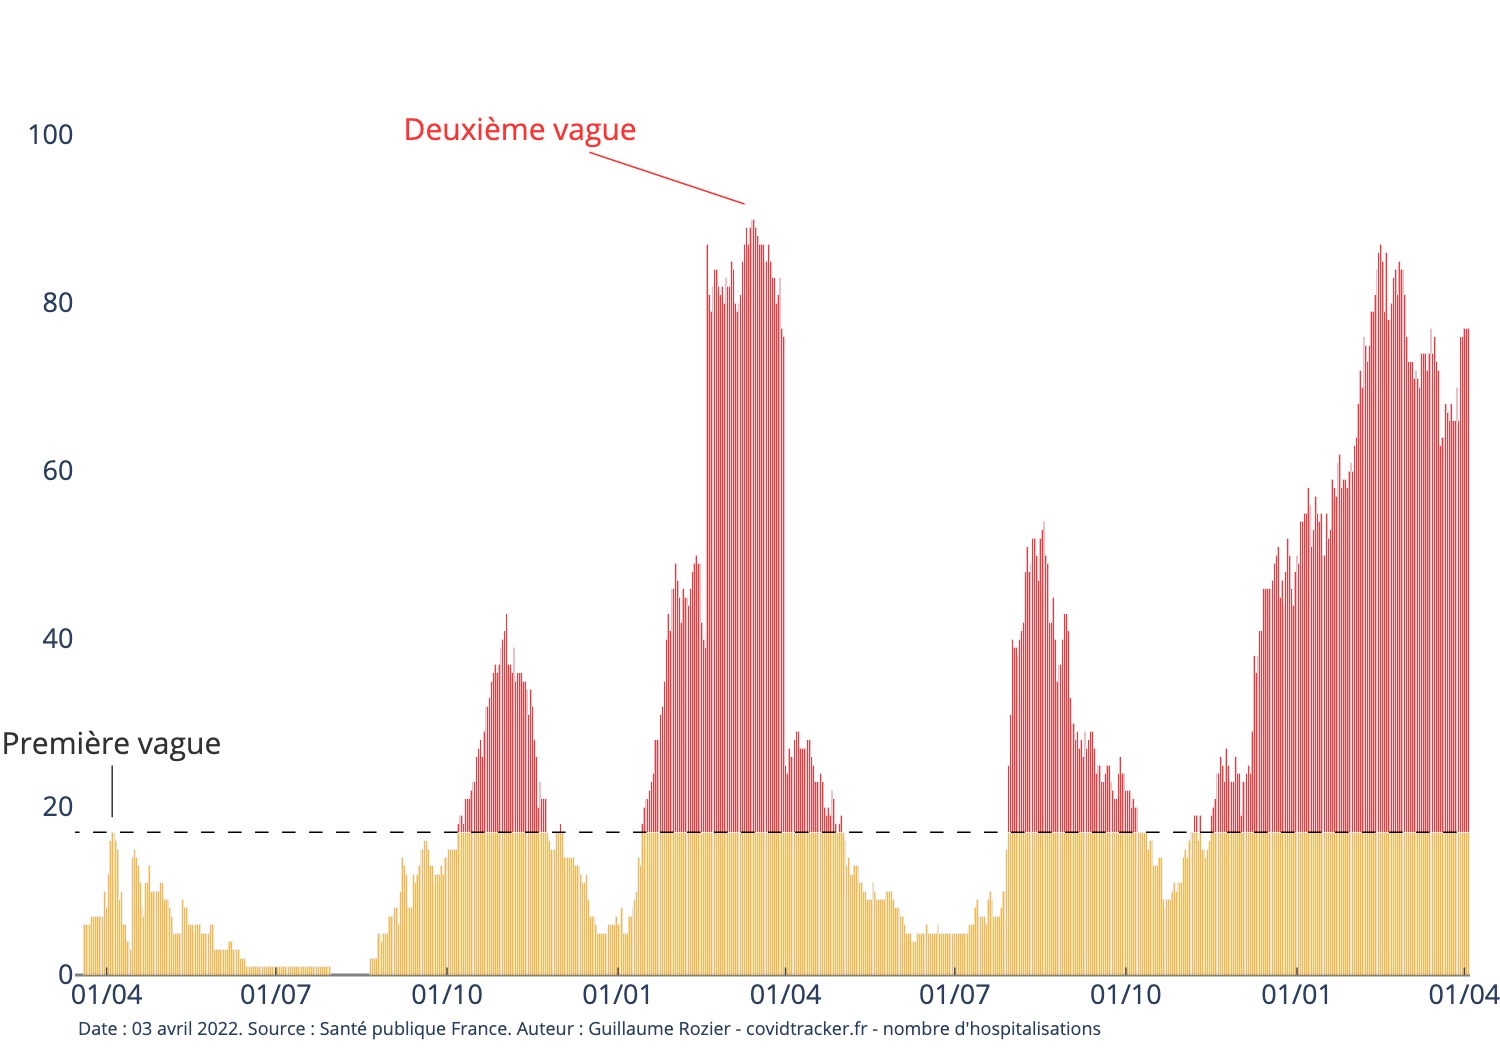 Deuxième vague
100
80
60
40
Première vague
20
0
01/04 01/07 01/10 01/01 01/04 01/07 01/10 01/01 01/04
Date : 03 avril 2022. Source : Santé publique France. Auteur : Guillaume Rozier - covidtracker.fr - nombre d'hospitalisations